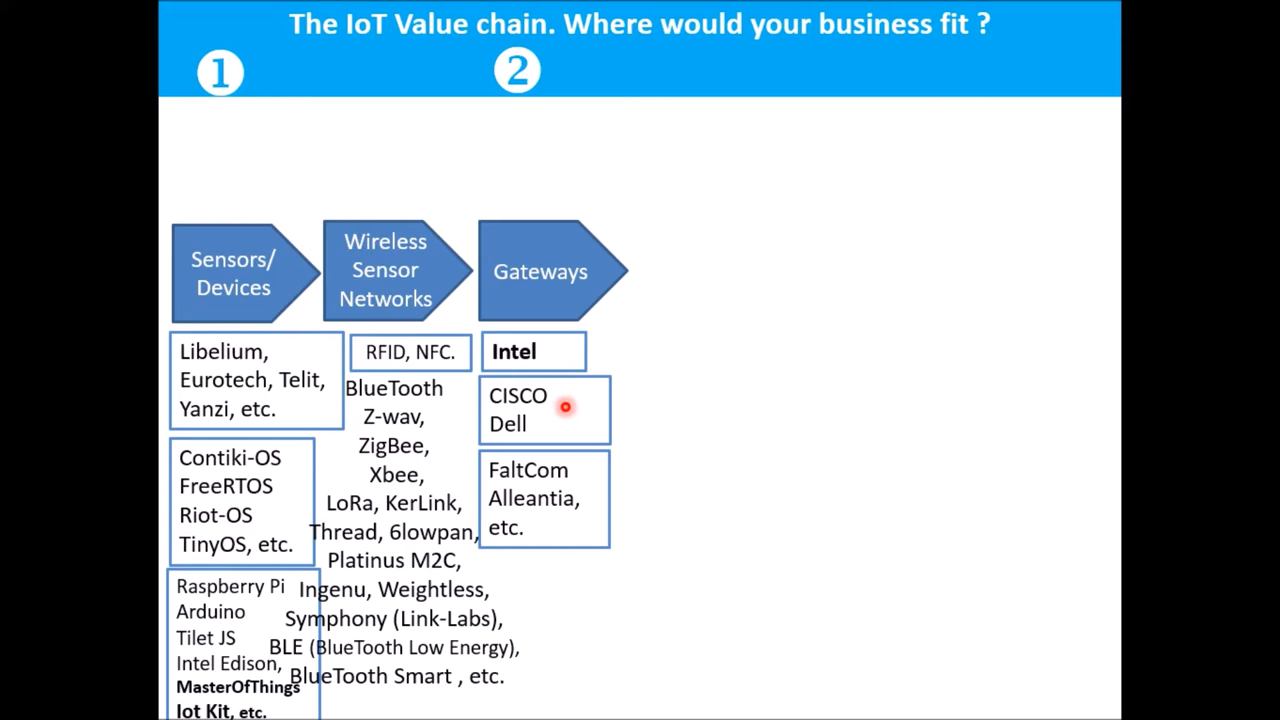 The IoT Value chain. Where would your business fit ?
1
2
Sensors/
Devices
Wireless
Sensor
Networks
Gateways
Libelium,
Eurotech, Telit,
Yanzi, etc.
Contiki-OS
FreeRTOS
Riot-OS
TinyOS, etc.
Raspberry Pi
Arduino
Tilet JS
Intel Edison,
MasterOfThings
Iot Kit, etc.
RFID, NFC.
BlueTooth
Z-wav,
ZigBee,
Xbee,
LoRa, KerLink,
Thread, 6lowpan,
Platinus M2C,
Ingenu, Weightless,
Symphony (Link-Labs),
BLE (BlueTooth Low Energy),
BlueTooth Smart , etc.
Intel
CISCO
Dell
FaltCom
Alleantia,
etc.